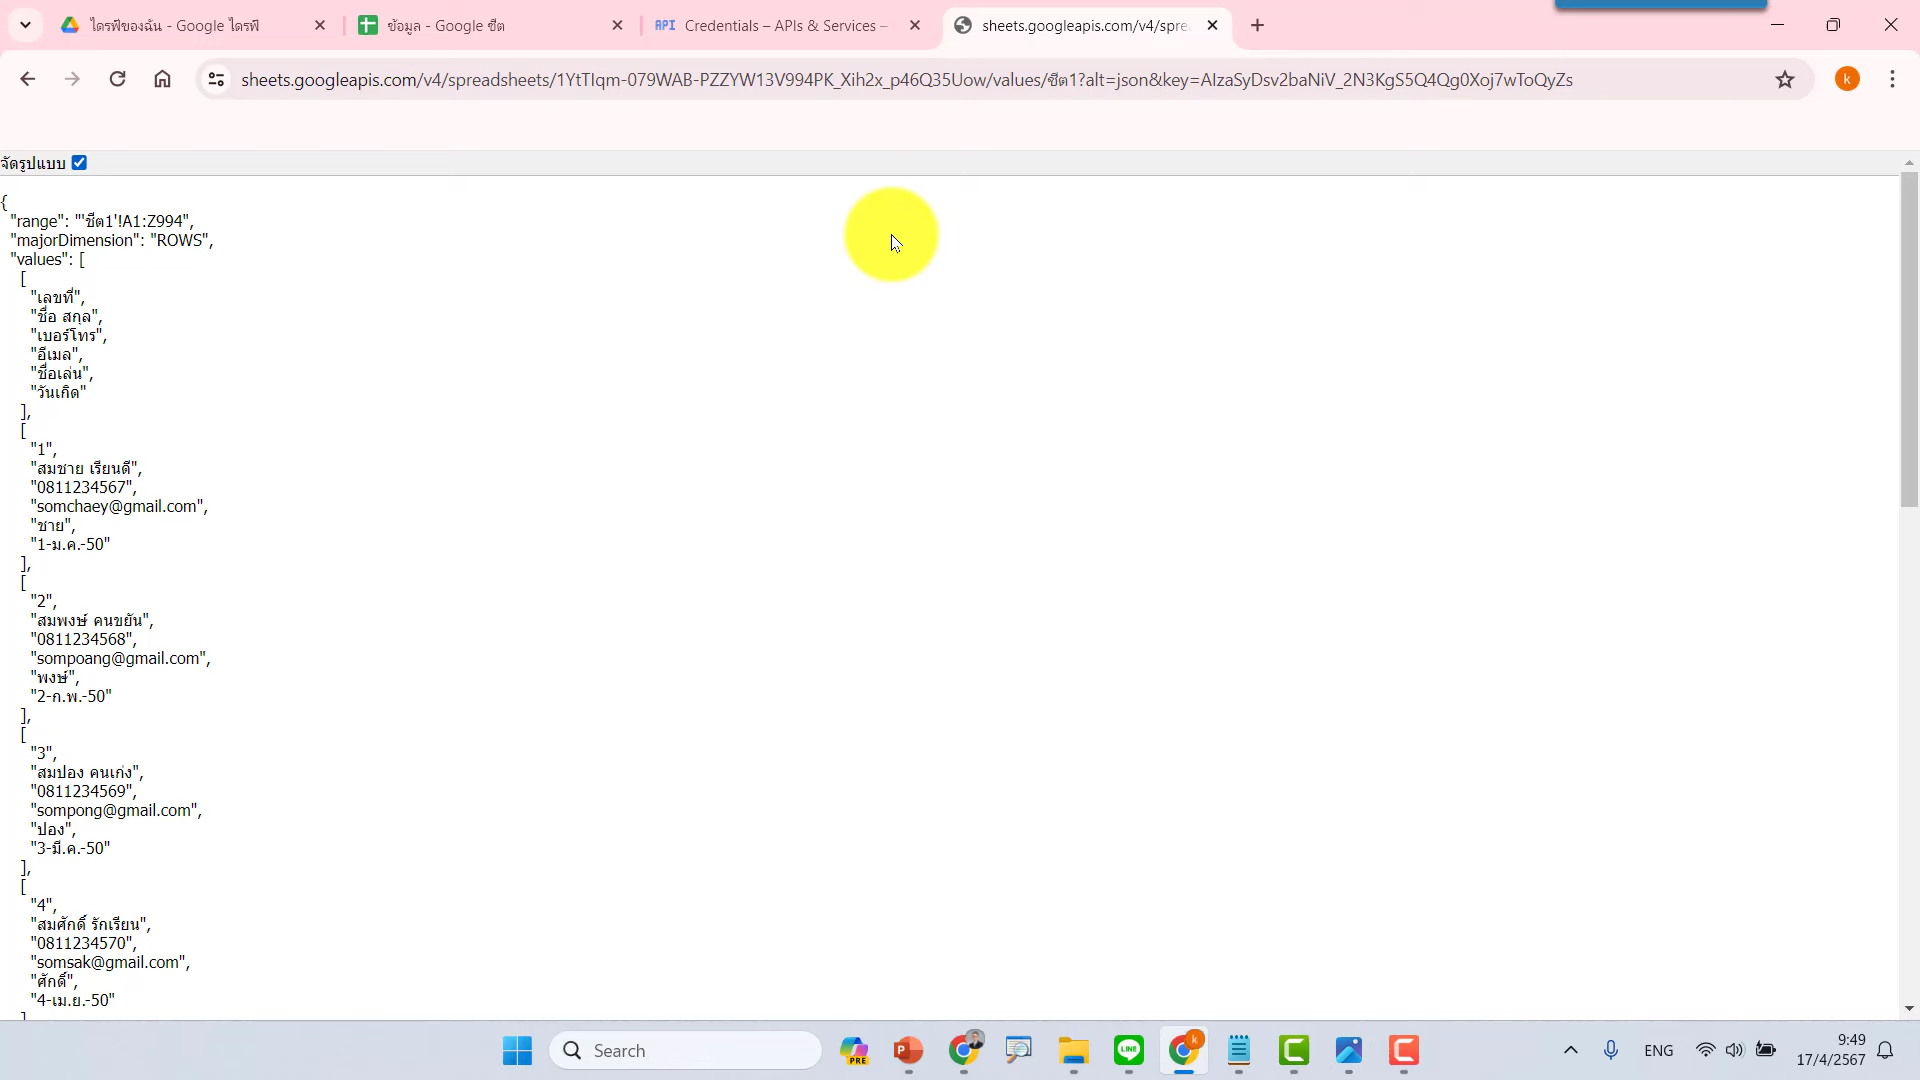 ไดรฟ์ของฉัน - Google ไดรฟ์
ข้อมูล - Google ชีต
API Credentials – APIs & Services –
sheets.googleapis.com/v4/spre
sheets.googleapis.com/v4/spreadsheets/1YtTIqm-079WAB-PZZYW13V994PK_Xih2x_p46Q35Uow/values/ชีต1?alt=json&key=AIzaSyDsv2baNiV_2N3KgS5Q4Qg0Xoj7wToQyZs
k
จัดรูปแบบ
{
"range": "'ชีต1'!A1:Z994",
"majorDimension": "ROWS",
"values": [
[
"เลขที่",
"ชื่อ สกุล",
"เบอร์โทร",
"อีเมล",
"ชื่อเล่น",
"วันเกิด"
],
[
"1",
"สมชาย เรียนดี",
"0811234567",
"somchaey@gmail.com",
"ชาย",
"1-ม.ค.-50"
],
[
"2",
"สมพงษ์ คนขยัน",
"0811234568",
"sompoang@gmail.com",
"พงษ์",
"2-ก.พ.-50"
],
[
"3",
"สมปอง คนเก่ง",
"0811234569",
"sompong@gmail.com",
"ปอง",
"3-มี.ค.-50"
],
[
"4",
"สมศักดิ์ รักเรียน",
"0811234570",
"somsak@gmail.com",
"ศักดิ์",
"4-เม.ย.-50"
]
Search
PRE
P
LINE
k
ENG
9:49
17/4/2567